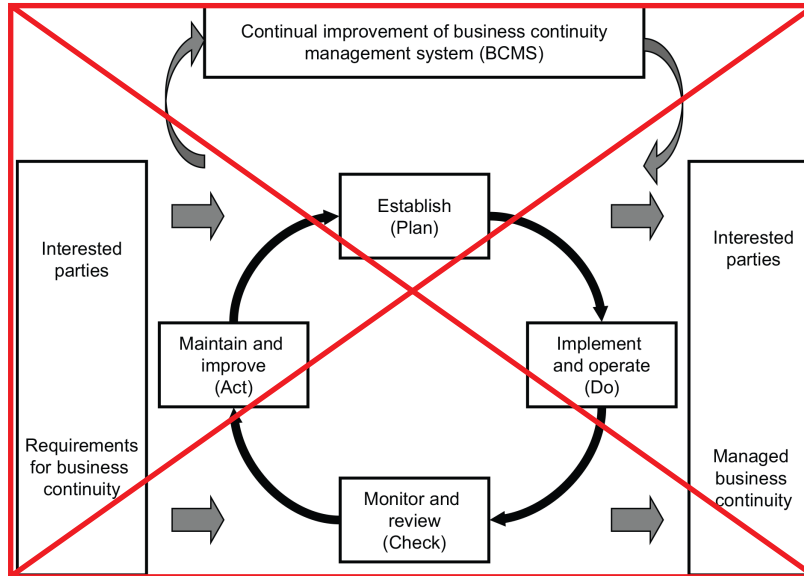 Continual improvement of business continuity
management system (BCMS)
Establish
(Plan)
Interested
parties
Interested
parties
Maintain and
improve
(Act)
Implement
and operate
(Do)
Requirements
for business
continuity
Managed
business
continuity
Monitor and
review
(Check)